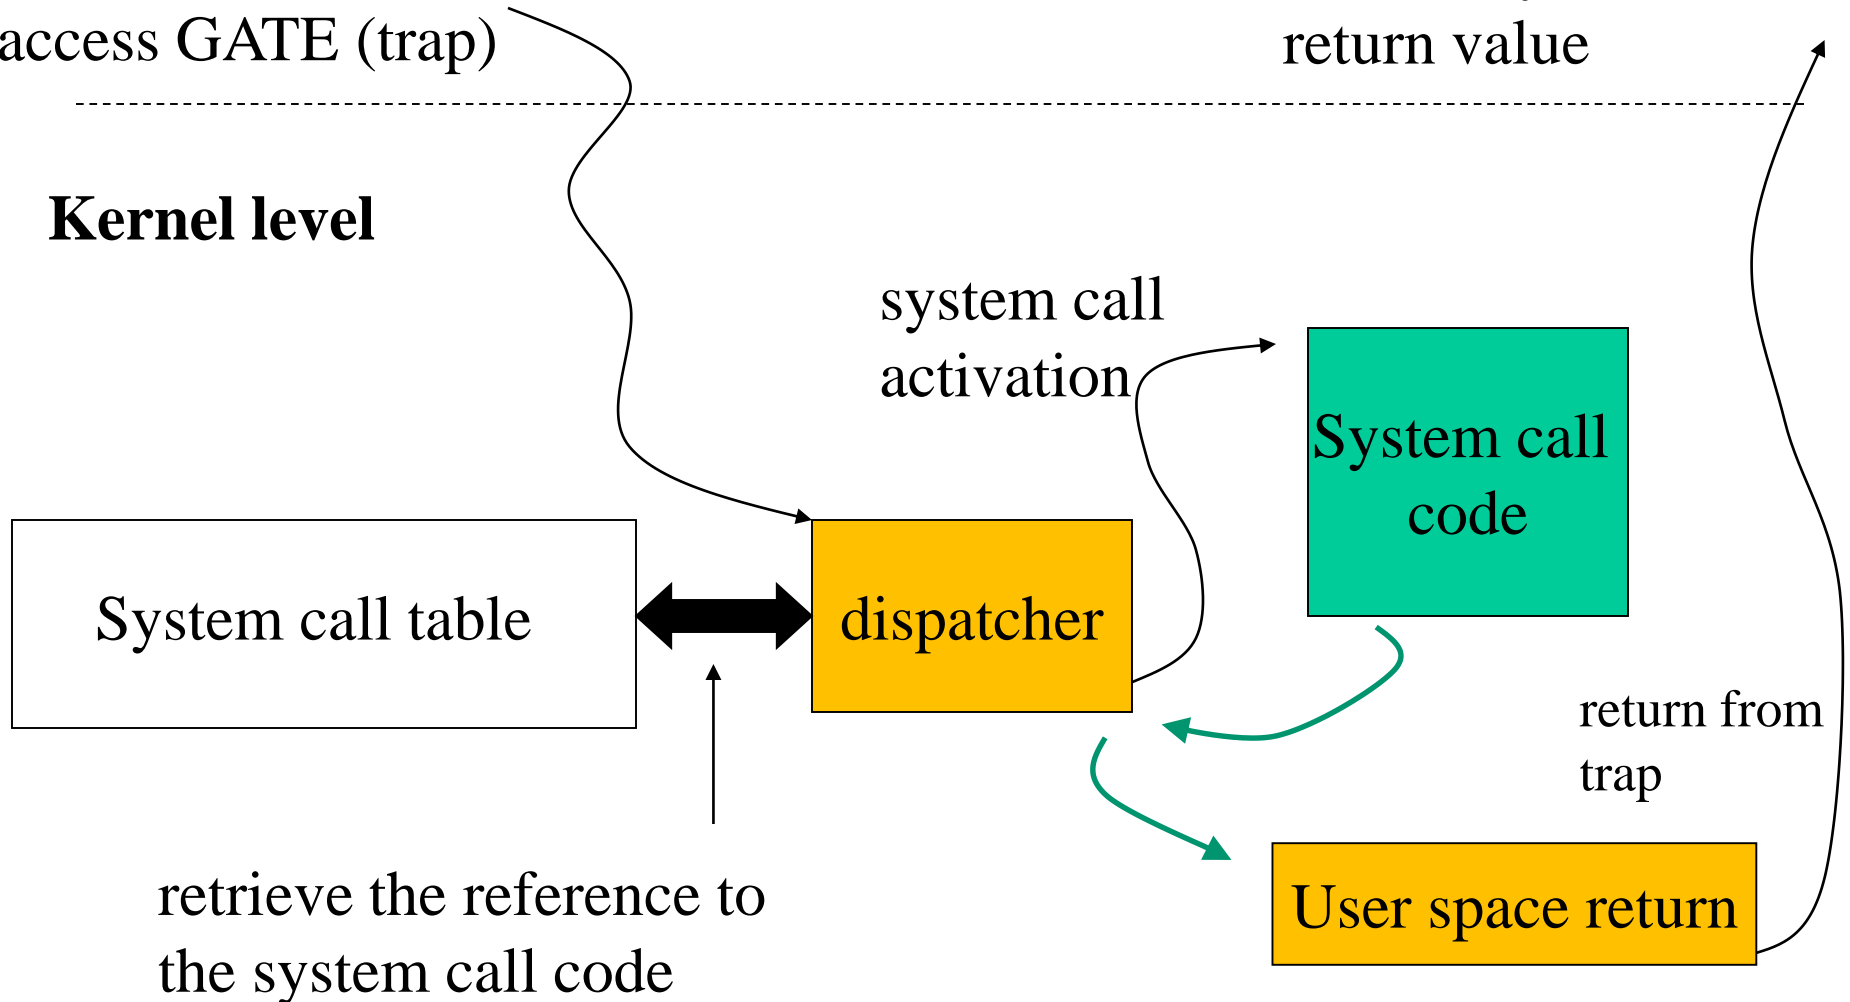 access GATE (trap)
return value
Kernel level
system call
activation
System call
code
System call table
dispatcher
return from
trap
retrieve the reference to
the system call code
User space return